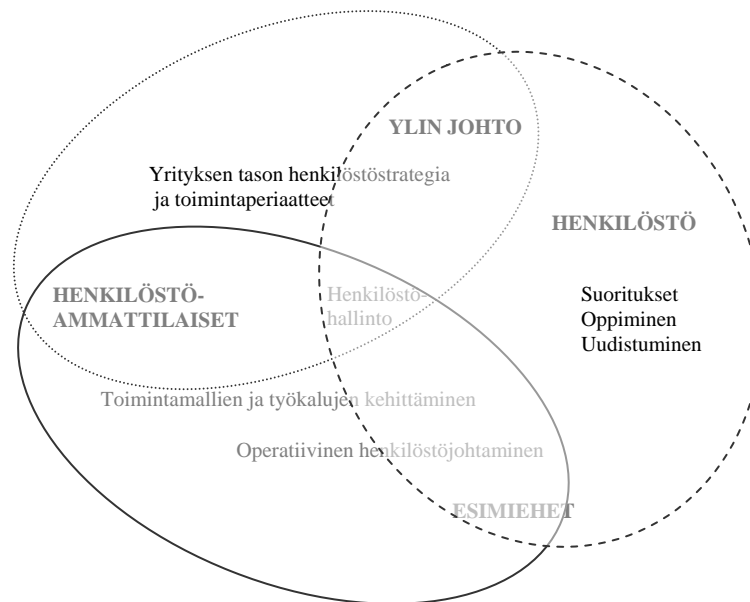 YLIN JOHTO
Yrityksen tason henkilöstöstrategia
ja toimintaperiaatteet
HENKILÖSTÖ
HENKILÖSTÖ-
AMMATTILAISET
Henkilöstö-
hallinto
Suoritukset
Oppiminen
Uudistuminen
Toimintamallien ja työkalujen kehittäminen
Operatiivinen henkilöstöjohtaminen
ESIMIEHET